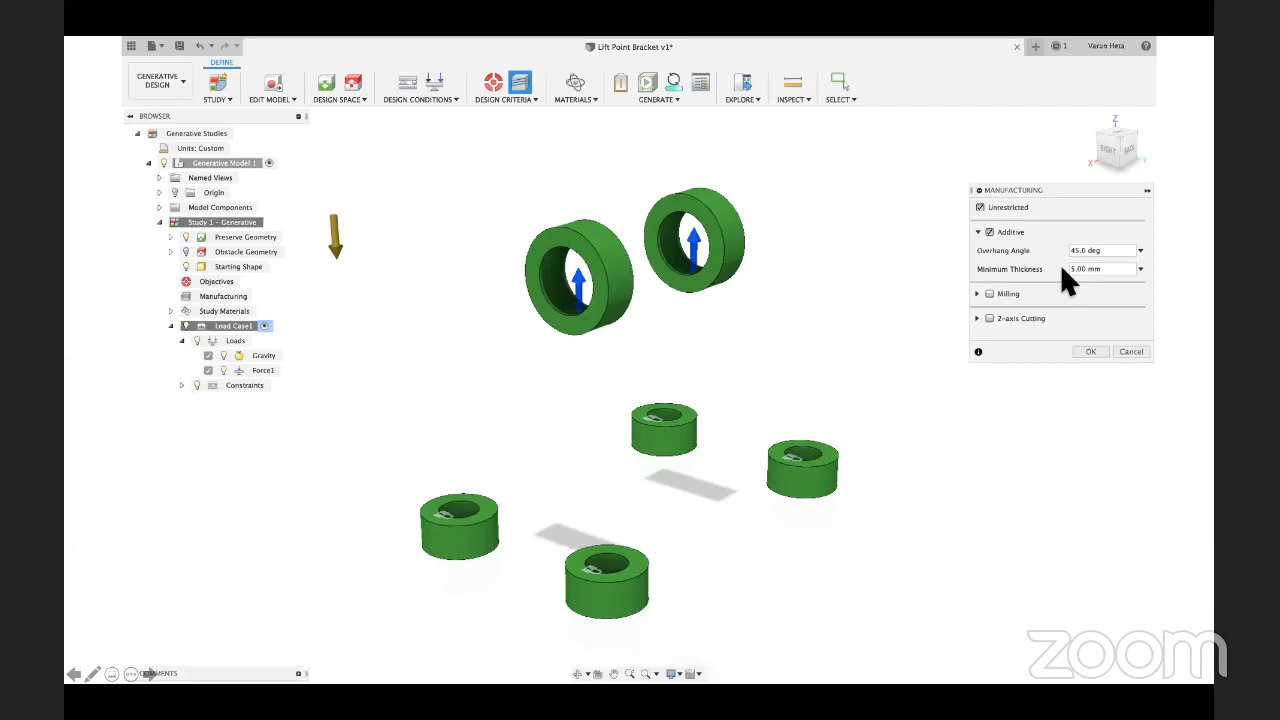 Lift Point Bracket v1*
1
Varun Heta
DEFINE
GENERATIVE DESIGN
STUDY
EDIT MODEL
DESIGN SPACE
DESIGN CONDITIONS
DESIGN CRITERIA
MATERIALS
GENERATE
EXPLORE
INSPECT
SELECT
BROWSER
Generative Studies
Units: Custom
Generative Model 1
Named Views
Origin
Model Components
Study 1 - Generative
Preserve Geometry
Obstacle Geometry
Starting Shape
Objectives
Manufacturing
Study Materials
Load Case1
Loads
Gravity
Force1
Constraints
Z
RIGHT
BACK
X
Y
MANUFACTURING
Unrestricted
Additive
Overhang Angle 45.0 deg
Minimum Thickness 5.00 mm
Milling
2-axis Cutting
OK Cancel
COMMENTS
zoom